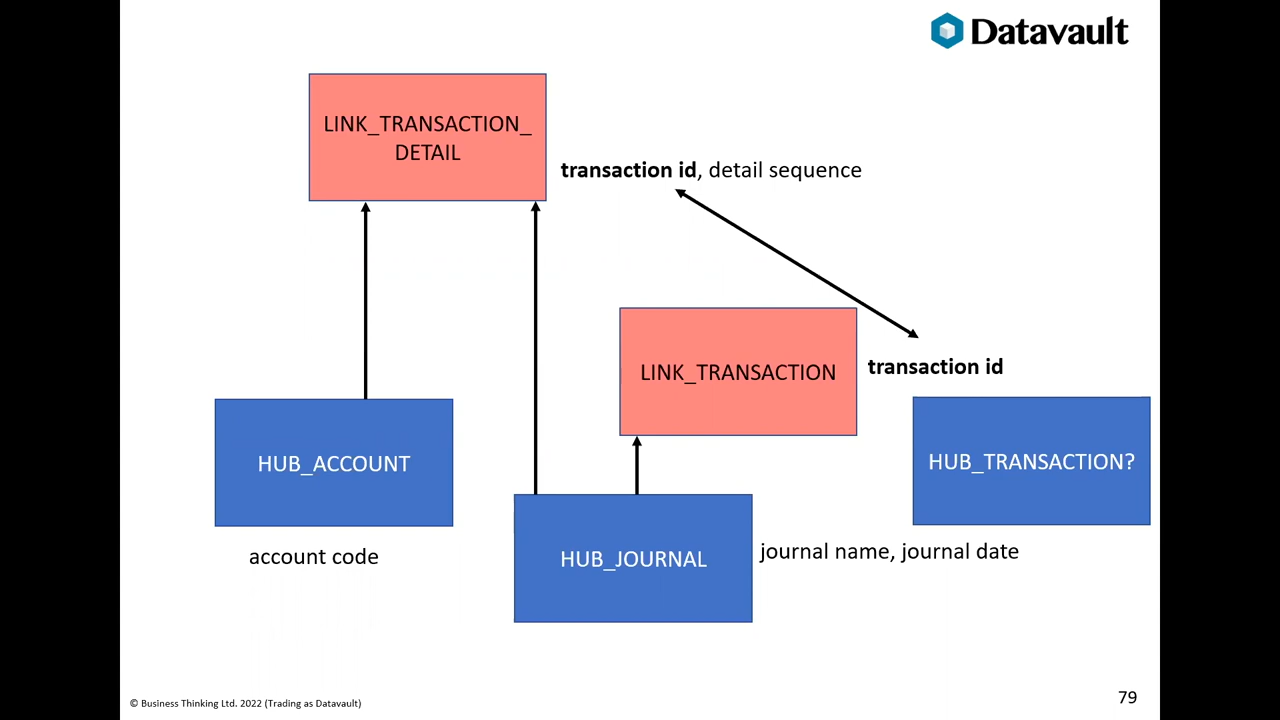 Datavault
LINK_TRANSACTION_
DETAIL
transaction id, detail sequence
LINK_TRANSACTION
transaction id
HUB_ACCOUNT
HUB_TRANSACTION?
account code
HUB_JOURNAL
journal name, journal date
© Business Thinking Ltd. 2022 (Trading as Datavault)
79